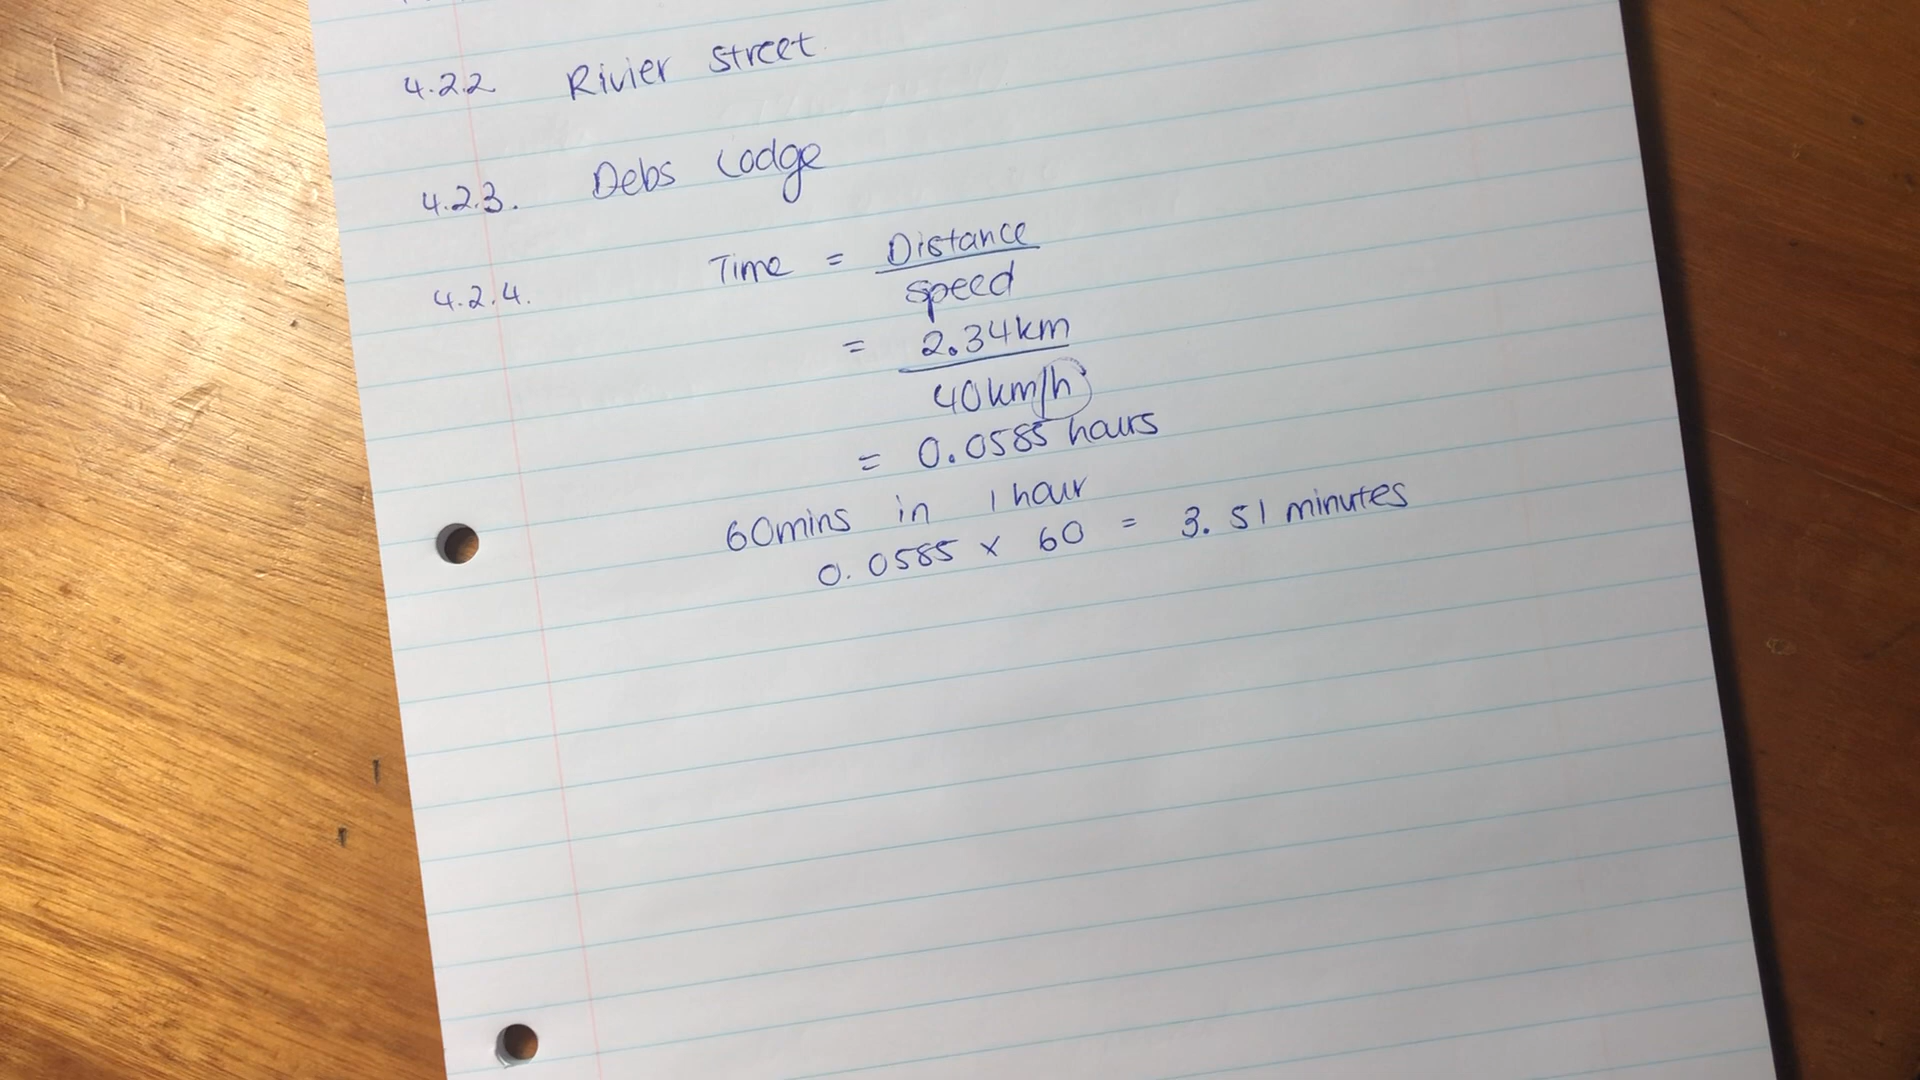 4.2.2 Rivier Street
4.2.3. Debs Lodge
4.2.4. Time = Distance
speed
= 2.34km
40km/h
= 0.0585 hours
60mins in 1 hour
0.0585 x 60 = 3.51 minutes